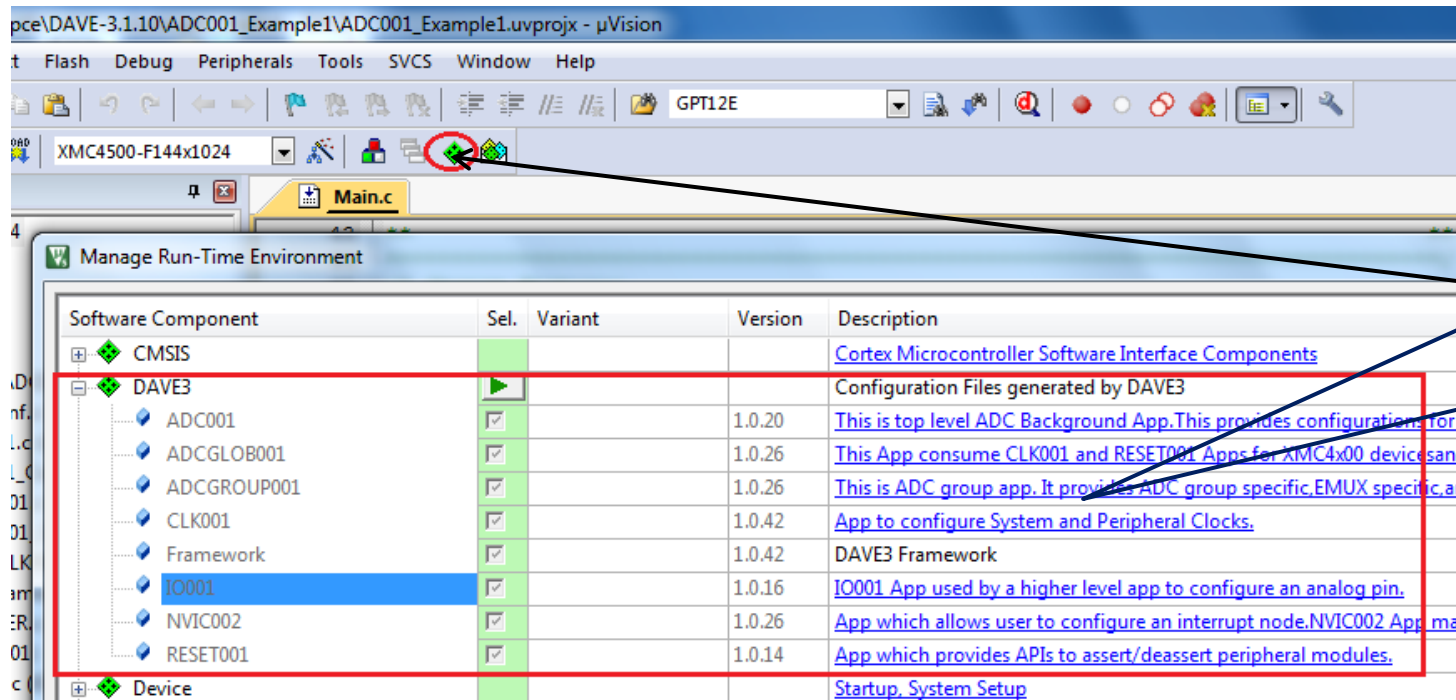 pce\DAVE-3.1.10\ADC001_Example1\ADC001_Example1.uvprojx - µVision
Flash Debug Peripherals Tools SVCS Window Help
GPT12E
XMC4500-F144x1024
Main.c
Manage Run-Time Environment
Software Component Sel. Variant Version Description
CMSIS Cortex Microcontroller Software Interface Components
DAVE3 Configuration Files generated by DAVE3
ADC001 1.0.20 This is top level ADC Background App.This provides configurations for
ADCGLOB001 1.0.26 This App consume CLK001 and RESET001 Apps for XMC4x00 devicesan
ADCGROUP001 1.0.26 This is ADC group app. It provides ADC group specific,EMUX specific,a
CLK001 1.0.42 App to configure System and Peripheral Clocks.
Framework 1.0.42 DAVE3 Framework
IO001 1.0.16 IO001 App used by a higher level app to configure an analog pin.
NVIC002 1.0.26 App which allows user to configure an interrupt node.NVIC002 App ma
RESET001 1.0.14 App which provides APIs to assert/deassert peripheral modules.
Device Startup, System Setup